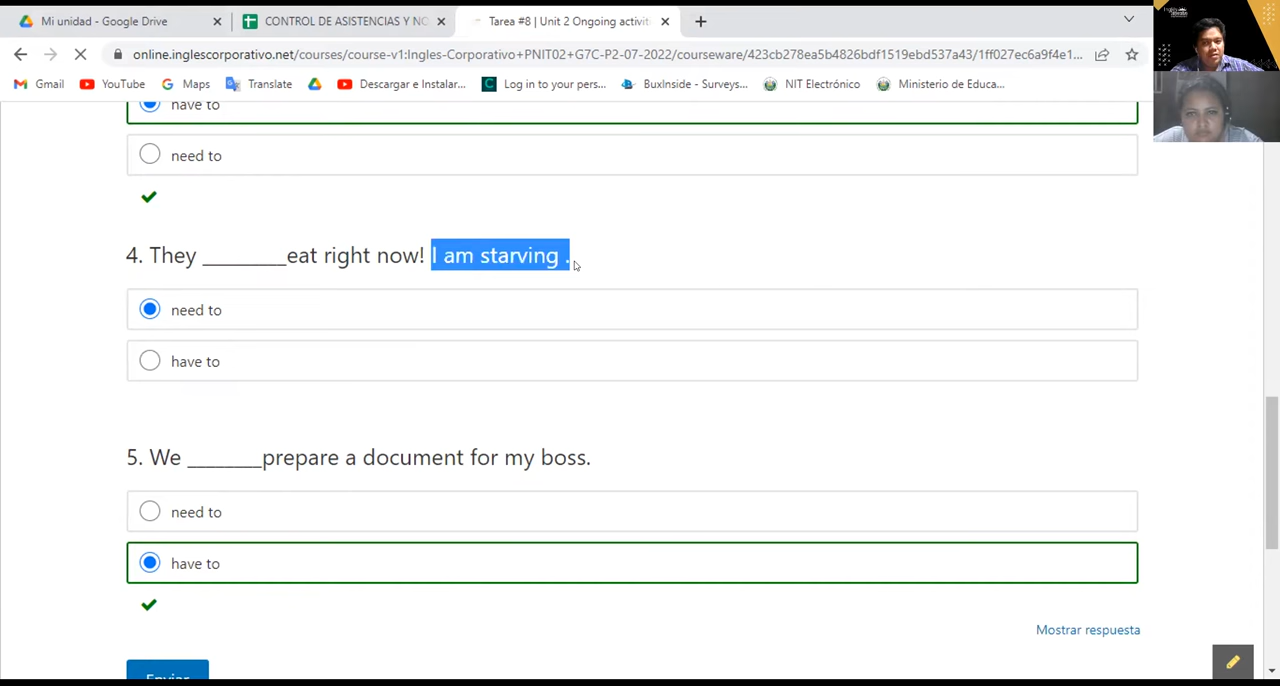 Mi unidad - Google Drive
CONTROL DE ASISTENCIAS Y NO
Tarea #8 | Unit 2 Ongoing activit
online.inglescorporativo.net/courses/course-v1:Ingles-Corporativo+PNIT02+G7C-P2-07-2022/courseware/423cb278ea5b4826bdf1519ebd537a43/1ff027ec6a9f4e1...
Gmail
YouTube
Maps
Translate
Descargar e Instalar...
Log in to your pers...
BuxInside - Surveys...
NIT Electrónico
Ministerio de Educa...
have to
need to
4. They ________eat right now! I am starving .
need to
have to
5. We _______prepare a document for my boss.
need to
have to
Mostrar respuesta
Enviar